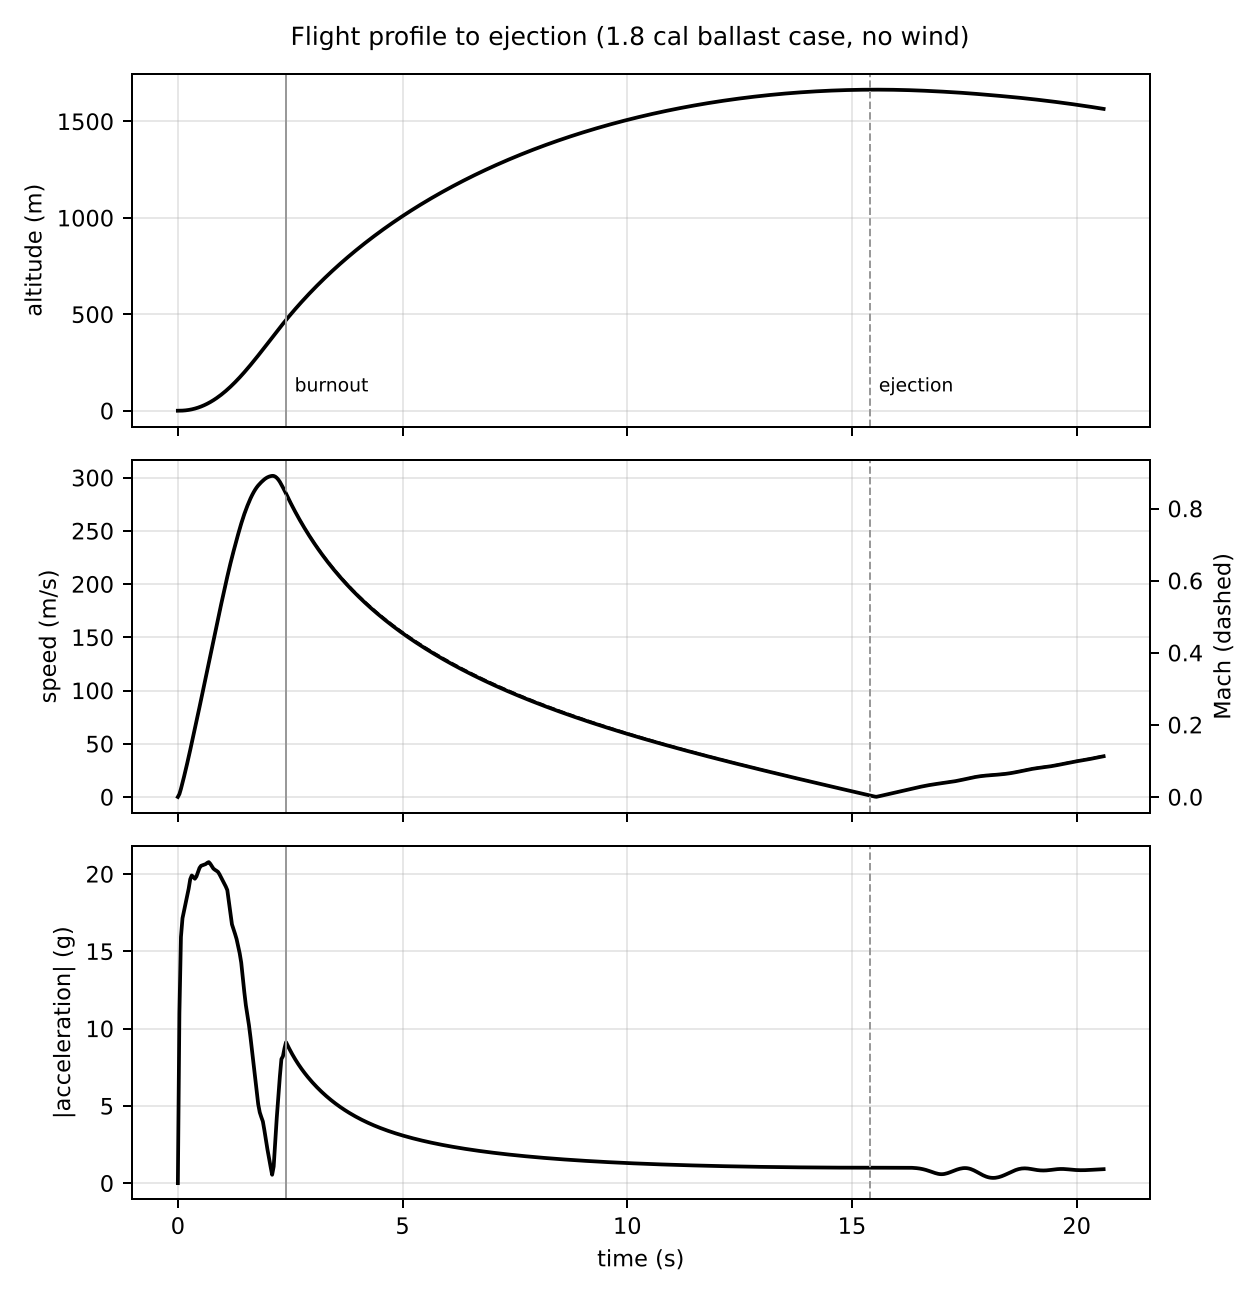 Flight profile to ejection (1.8 cal ballast case, no wind)
altitude (m)
1500
1000
500
0
burnout
ejection
speed (m/s)
300
250
200
150
100
50
0
0.8
0.6
0.4
0.2
0.0
Mach (dashed)
|acceleration| (g)
20
15
10
5
0
0 5 10 15 20
time (s)